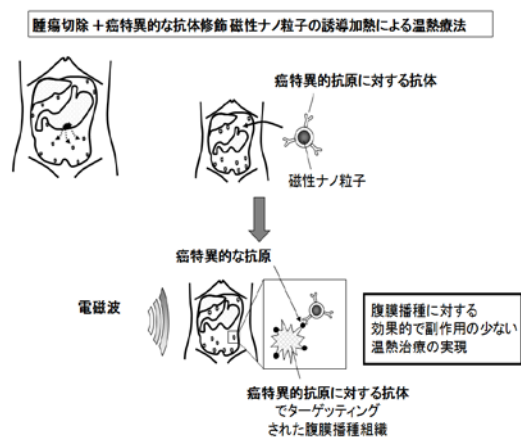 腫瘍切除 +癌特異的な抗体修飾 磁性ナノ粒子の誘導加熱による温熱療法
癌特異的抗原に対する抗体
磁性ナノ粒子
癌特異的な抗原
電磁波
腹膜播種に対する
効果的で副作用の少ない
温熱治療の実現
癌特異的抗原に対する抗体
でターゲッティング
された腹膜播種組織